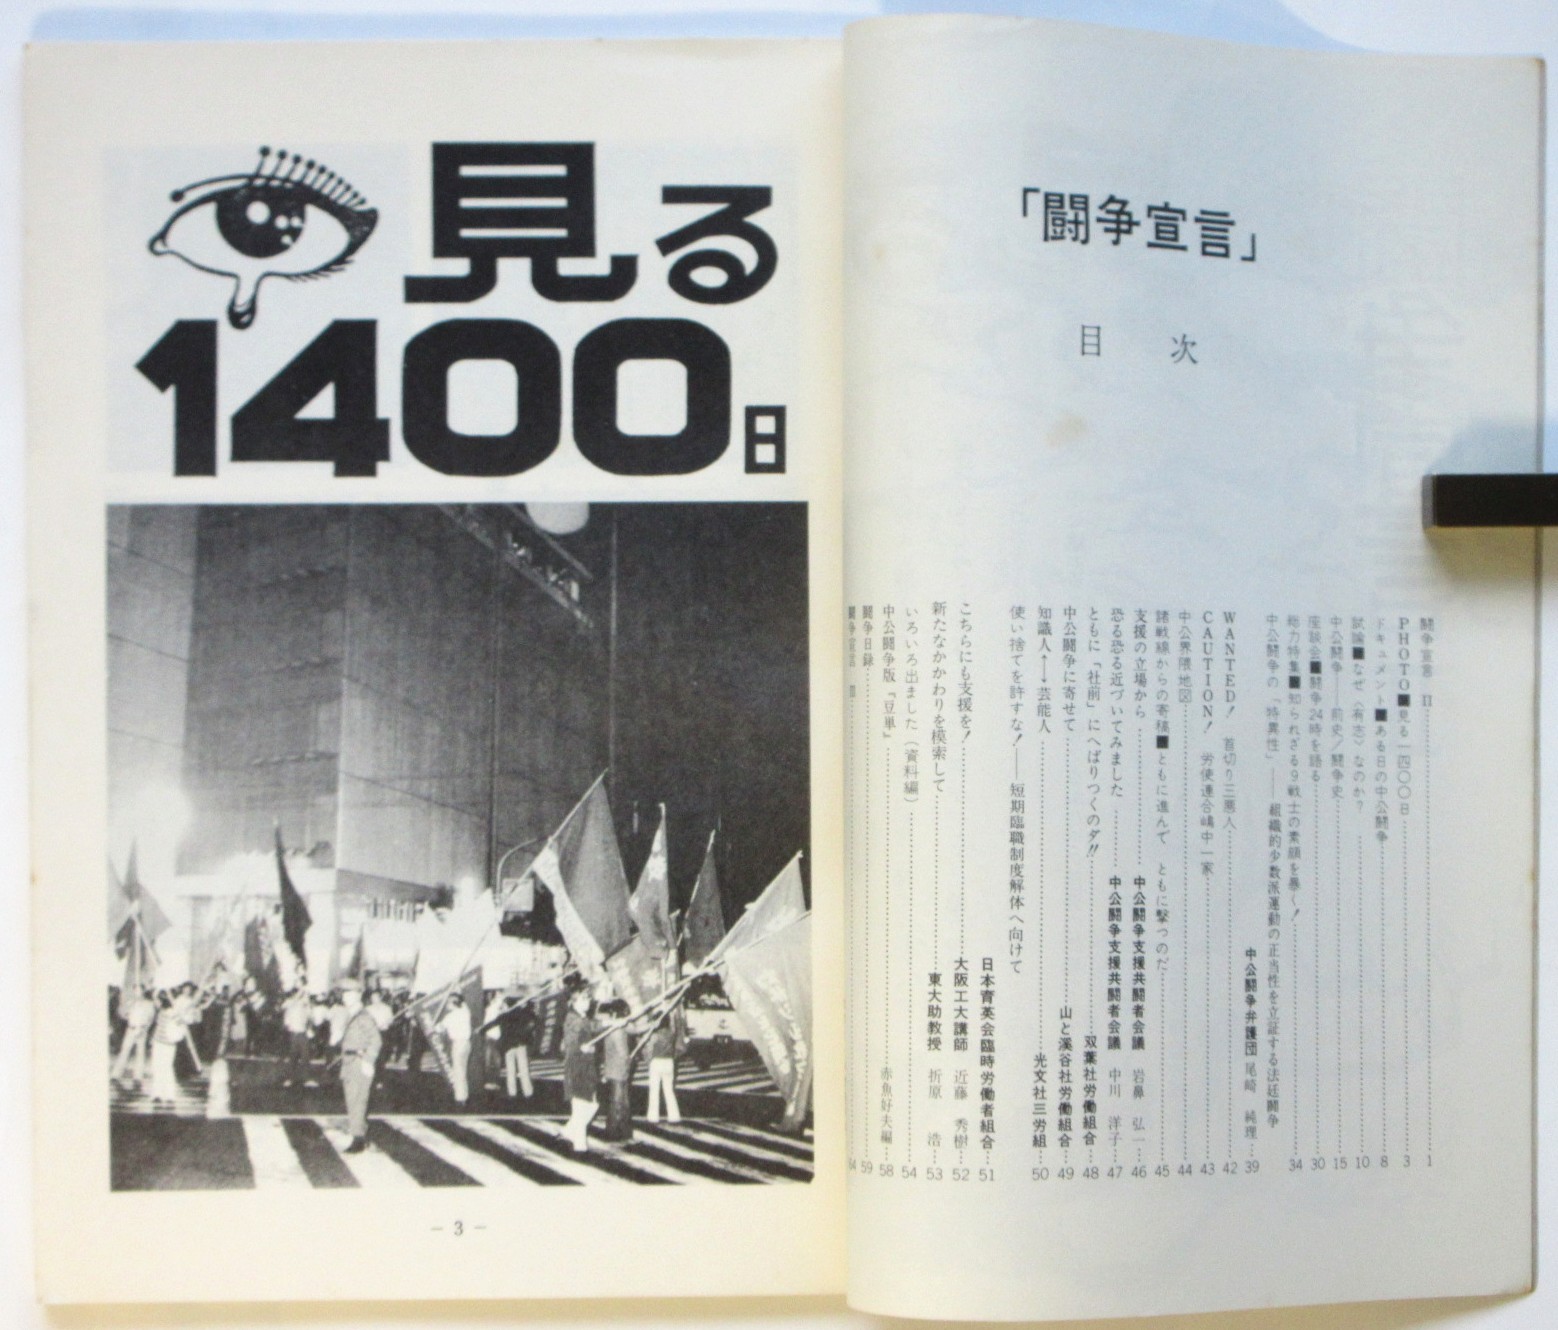 見る
1400日
－3－
「闘争宣言」
目 次
闘争宣言 II……1
PHOTO■見る一四〇〇日……3
ドキュメント■ある日の中公闘争……8
試論■なぜ〈有志〉なのか?……10
中公闘争──前史／闘争史……15
座談会■闘争24時を語る……30
総力特集■知られざる9戦士の素顔を暴く!……34
中公闘争の「特異性」──組織的少数派運動の正当性を立証する法廷闘争
中公闘争弁護団 尾崎 純理…39
WANTED! 首切り三悪人……42
CAUTION! 労使連合嶋中一家……43
中公界隈地図……44
諸戦線からの寄稿■ともに進んで ともに撃つのだ……45
支援の立場から……中公闘争支援共闘者会議 岩鼻 弘一…46
恐る恐る近づいてみました……中公闘争支援共闘者会議 中川 洋子…47
ともに「社前」にへばりつくのダ!!……双葉社労働組合…48
中公闘争に寄せて……山と溪谷社労働組合…49
知識人←→芸能人……光文社三労組…50
使い捨てを許すな!──短期臨職制度解体へ向けて
日本育英会臨時労働者組合…51
こちらにも支援を!……大阪工大講師 近藤 秀樹…52
新たなかかわりを模索して……東大助教授 折原 浩…53
いろいろ出ました(資料編)……54
中公闘争版『豆単』……赤魚好夫編…58
闘争日録……59
闘争宣言 III……64